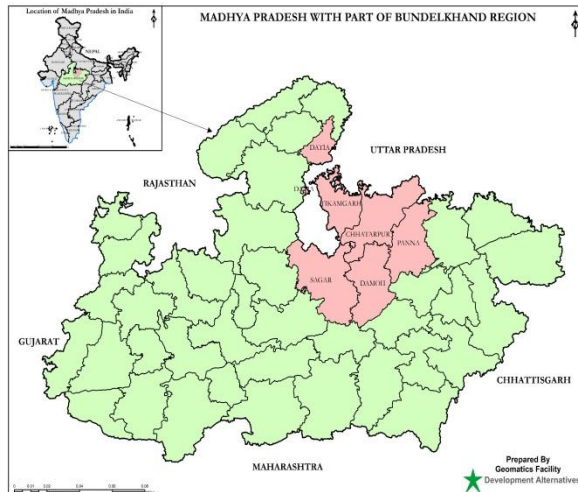 Location of Madhya Pradesh in India
NEPAL
MADHYA PRADESH WITH PART OF BUNDELKHAND REGION
DATIA
UTTAR PRADESH
RAJASTHAN
TIKAMGARH
CHHATARPUR
PANNA
SAGAR
DAMOH
GUJARAT
CHHATTISGARH
MAHARASHTRA
Prepared By
Geomatics Facility
Development Alternatives